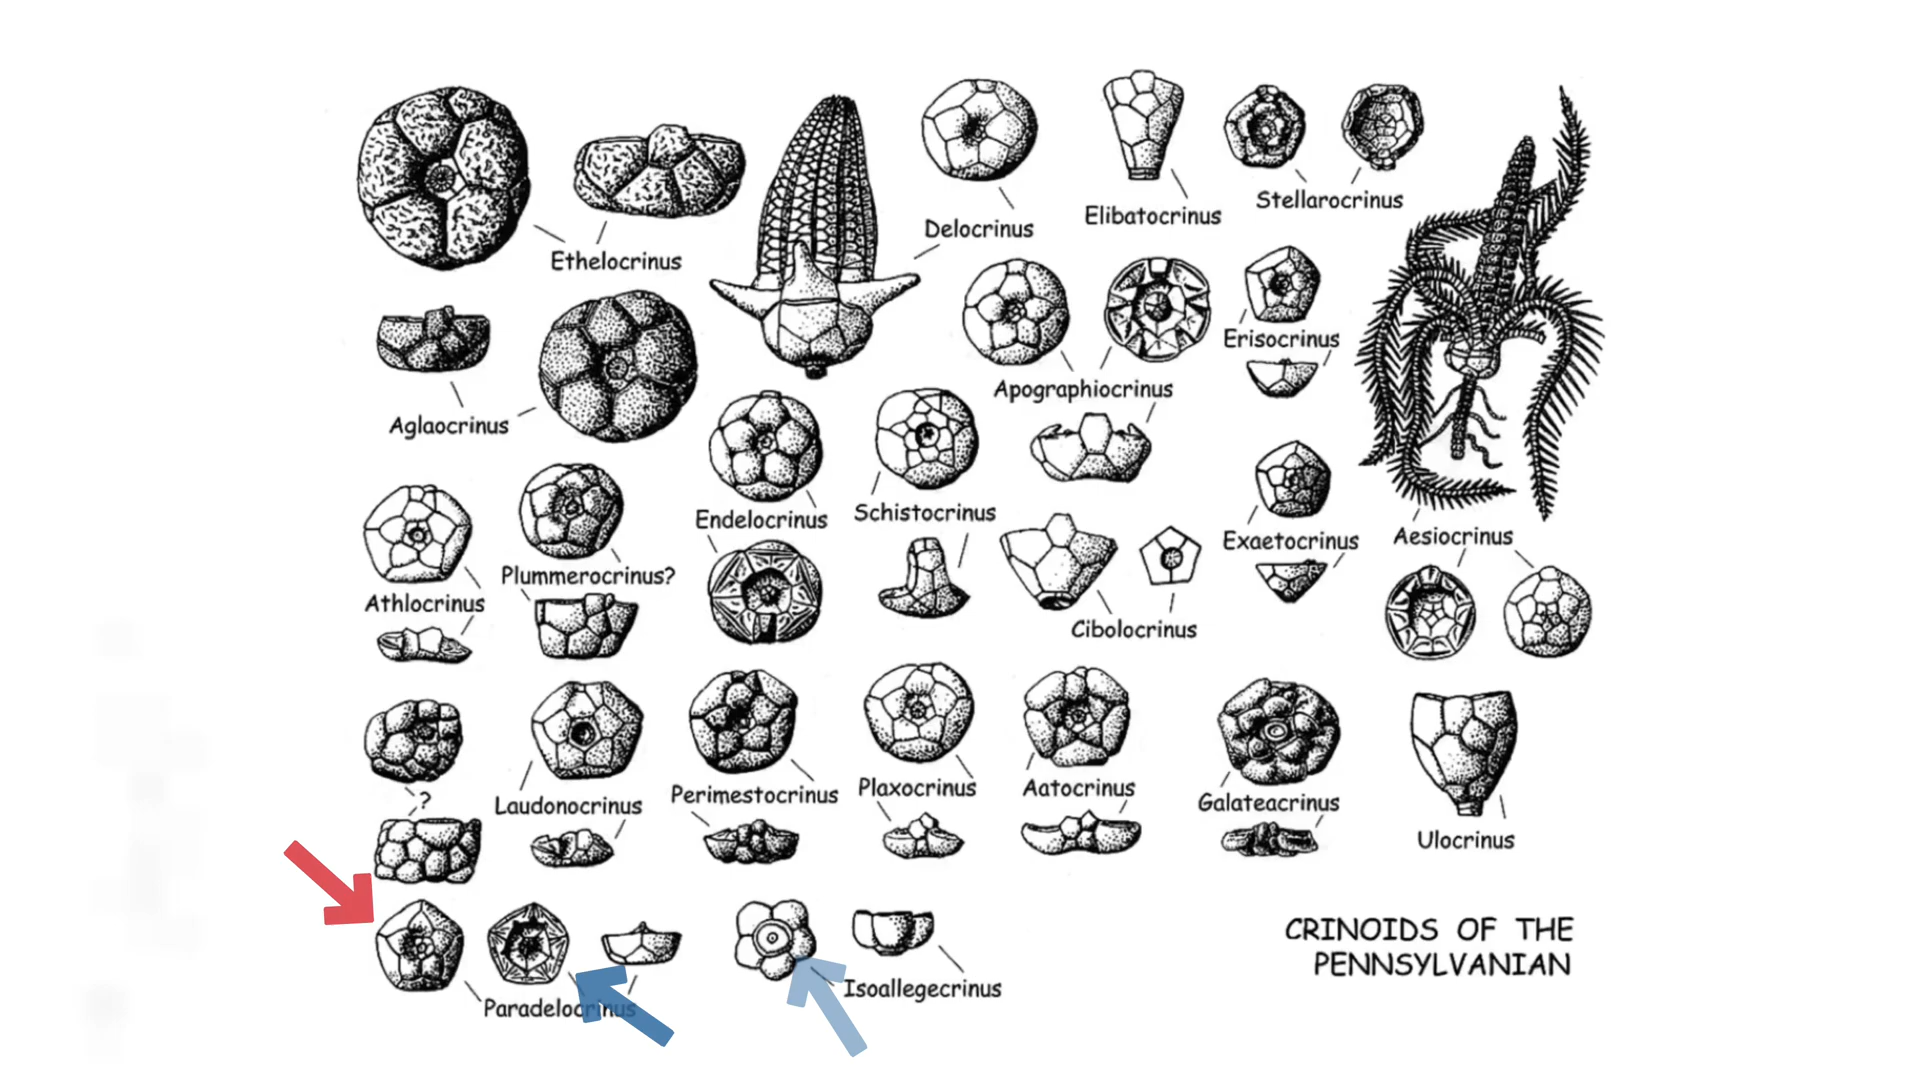 Delocrinus
Elibatocrinus
Stellarocrinus
Ethelocrinus
Erisocrinus
Apographiocrinus
Aglaocrinus
Endelocrinus
Schistocrinus
Exaetocrinus
Aesiocrinus
Plummerocrinus?
Athlocrinus
Cibolocrinus
?
Laudonocrinus
Perimestocrinus
Plaxocrinus
Aatocrinus
Galateacrinus
Ulocrinus
Paradelocrinus
Isoallegecrinus
CRINOIDS OF THE
PENNSYLVANIAN